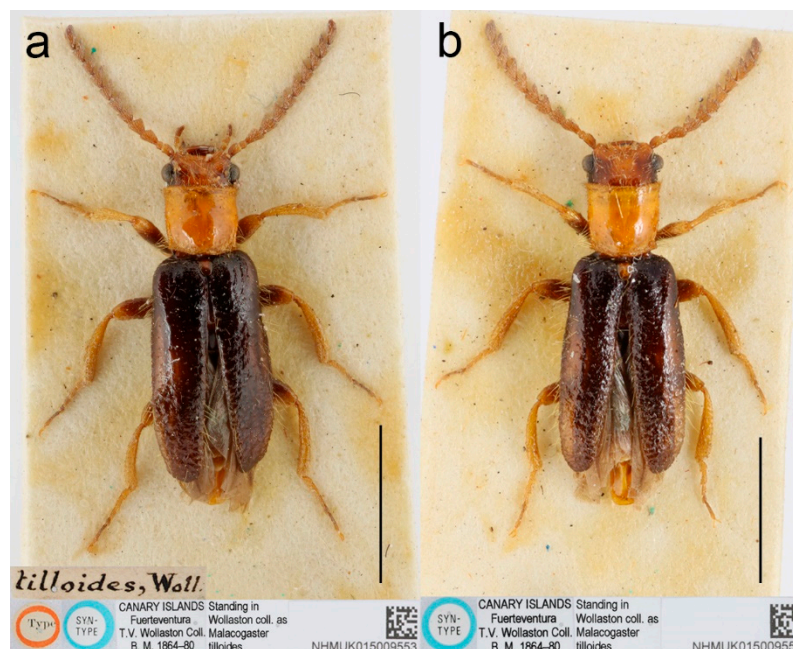 a
b
tilloides, Woll.
Type
SYN-
TYPE
CANARY ISLANDS
Fuerteventura
T.V. Wollaston Coll.
B. M. 1864–80
Standing in
Wollaston coll. as
Malacogaster
tilloides
NHMUK015009553
SYN-
TYPE
CANARY ISLANDS
Fuerteventura
T.V. Wollaston Coll.
B. M. 1864–80
Standing in
Wollaston coll. as
Malacogaster
tilloides